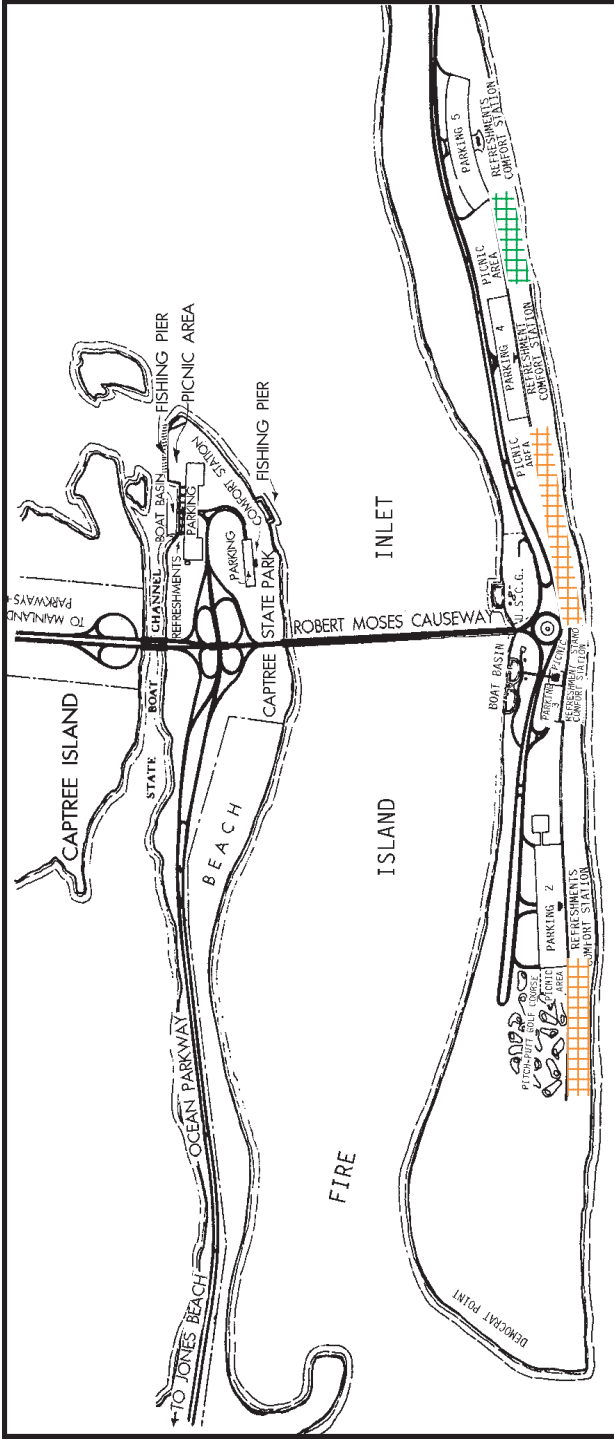 CAPTREE ISLAND
TO MAINLAND
PARKWAYS
STATE BOAT CHANNEL
BOAT BASIN
FISHING PIER
PICNIC AREA
REFRESHMENTS
PARKING
COMFORT STATION
PARKING
FISHING PIER
←TO JONES BEACH
OCEAN PARKWAY
BEACH
CAPTREE STATE PARK
ROBERT MOSES CAUSEWAY
FIRE ISLAND INLET
DEMOCRAT POINT
BOAT BASIN
U.S.C.G.
PITCH-PUTT GOLF COURSE
PICNIC
AREA
PARKING 2
REFRESHMENTS
COMFORT STATION
PARKING
3
PICNIC
REFRESHMENT STAND
COMFORT STATION
PICNIC
AREA
PARKING 4
REFRESHMENT
COMFORT STATION
PICNIC
AREA
PARKING 5
REFRESHMENTS
COMFORT STATION